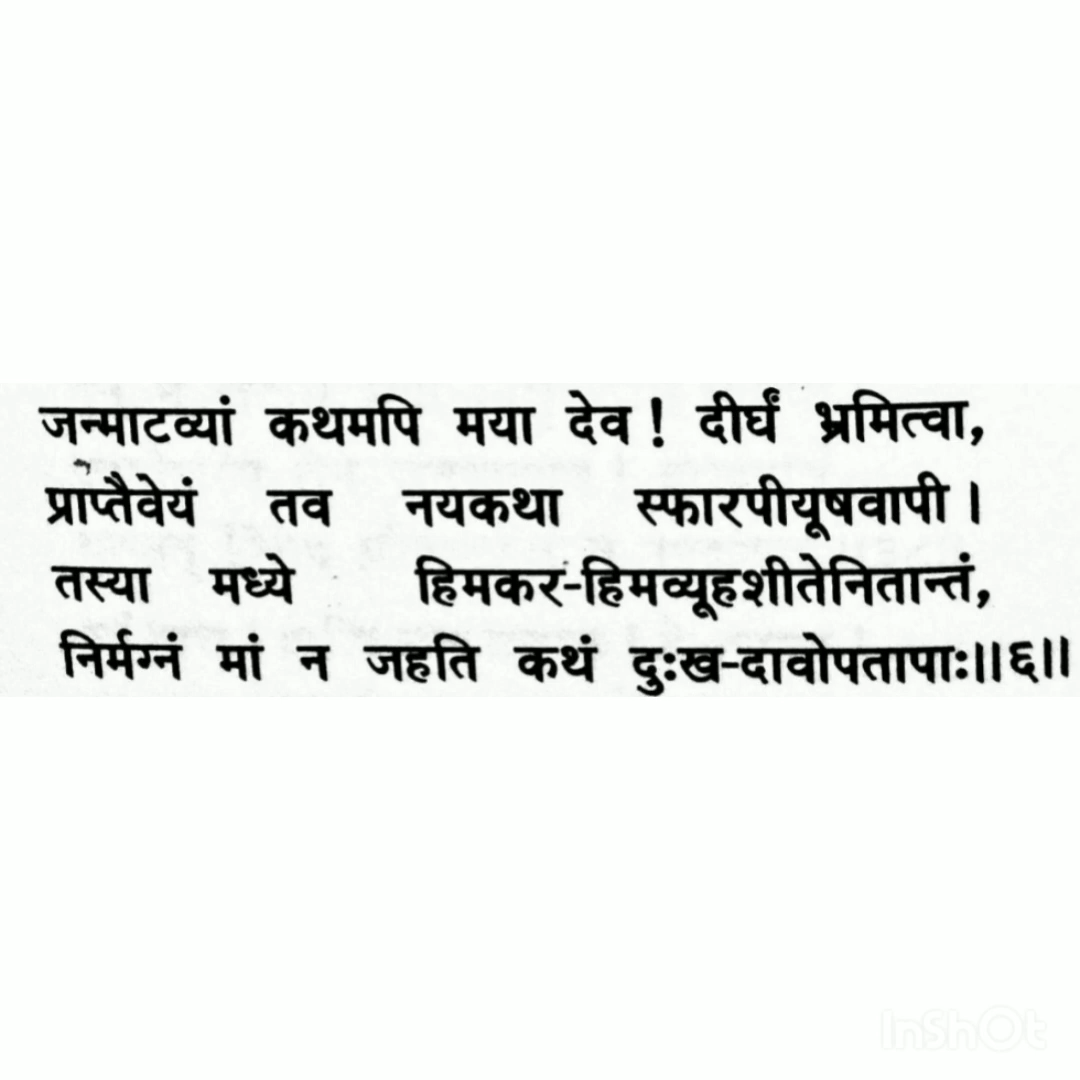 जन्माटव्यां कथमपि मया देव ! दीर्घं भ्रमित्वा,
प्राप्तैवेयं तव नयकथा स्फारपीयूषवापी ।
तस्या मध्ये हिमकर-हिमव्यूहशीतेनितान्तं,
निर्मग्नं मां न जहति कथं दुःख-दावोपतापाः॥६॥
InShOt